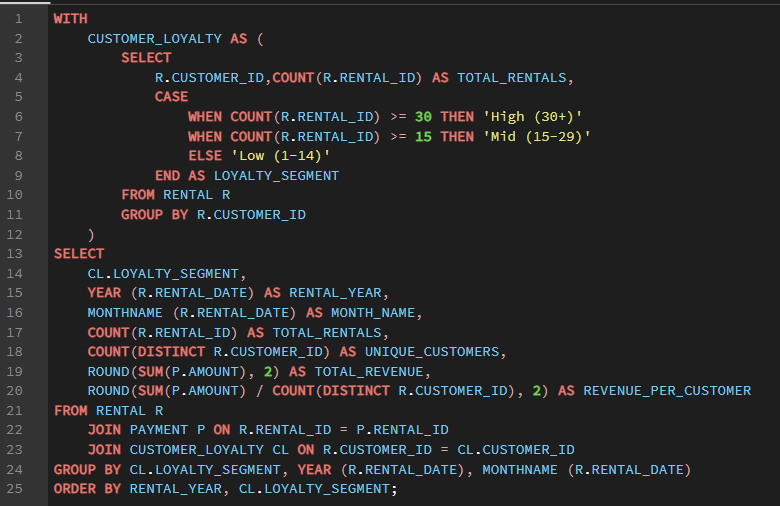 1 WITH
2 CUSTOMER_LOYALTY AS (
3 SELECT
4 R.CUSTOMER_ID,COUNT(R.RENTAL_ID) AS TOTAL_RENTALS,
5 CASE
6 WHEN COUNT(R.RENTAL_ID) >= 30 THEN 'High (30+)'
7 WHEN COUNT(R.RENTAL_ID) >= 15 THEN 'Mid (15-29)'
8 ELSE 'Low (1-14)'
9 END AS LOYALTY_SEGMENT
10 FROM RENTAL R
11 GROUP BY R.CUSTOMER_ID
12 )
13 SELECT
14 CL.LOYALTY_SEGMENT,
15 YEAR (R.RENTAL_DATE) AS RENTAL_YEAR,
16 MONTHNAME (R.RENTAL_DATE) AS MONTH_NAME,
17 COUNT(R.RENTAL_ID) AS TOTAL_RENTALS,
18 COUNT(DISTINCT R.CUSTOMER_ID) AS UNIQUE_CUSTOMERS,
19 ROUND(SUM(P.AMOUNT), 2) AS TOTAL_REVENUE,
20 ROUND(SUM(P.AMOUNT) / COUNT(DISTINCT R.CUSTOMER_ID), 2) AS REVENUE_PER_CUSTOMER
21 FROM RENTAL R
22 JOIN PAYMENT P ON R.RENTAL_ID = P.RENTAL_ID
23 JOIN CUSTOMER_LOYALTY CL ON R.CUSTOMER_ID = CL.CUSTOMER_ID
24 GROUP BY CL.LOYALTY_SEGMENT, YEAR (R.RENTAL_DATE), MONTHNAME (R.RENTAL_DATE)
25 ORDER BY RENTAL_YEAR, CL.LOYALTY_SEGMENT;